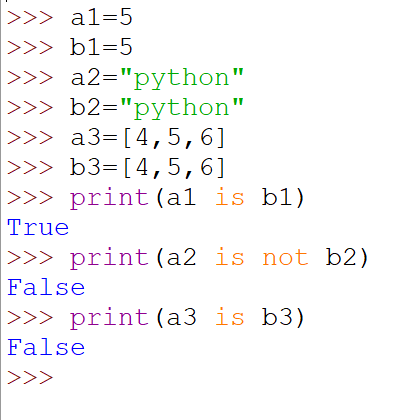 >>> a1=5
>>> b1=5
>>> a2="python"
>>> b2="python"
>>> a3=[4,5,6]
>>> b3=[4,5,6]
>>> print(a1 is b1)
True
>>> print(a2 is not b2)
False
>>> print(a3 is b3)
False
>>>